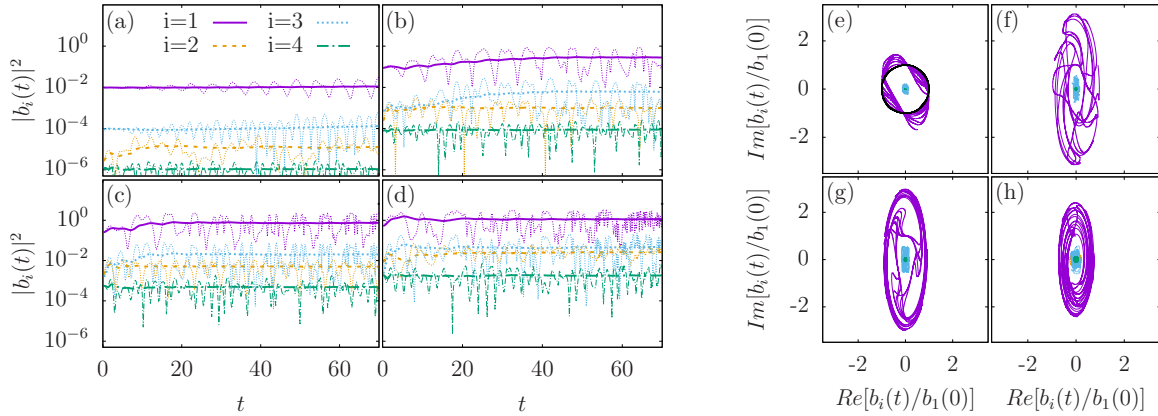 (a) i=1 i=3 (b)
i=2 i=4
10^0
10^{-2}
10^{-4}
10^{-6}
|b_i(t)|^2
(c) (d)
10^0
10^{-2}
10^{-4}
10^{-6}
|b_i(t)|^2
0 20 40 60 0 20 40 60
t t
(e) (f)
2
0
-2
Im[b_i(t)/b_1(0)]
(g) (h)
2
0
-2
Im[b_i(t)/b_1(0)]
-2 0 2 -2 0 2
Re[b_i(t)/b_1(0)] Re[b_i(t)/b_1(0)]